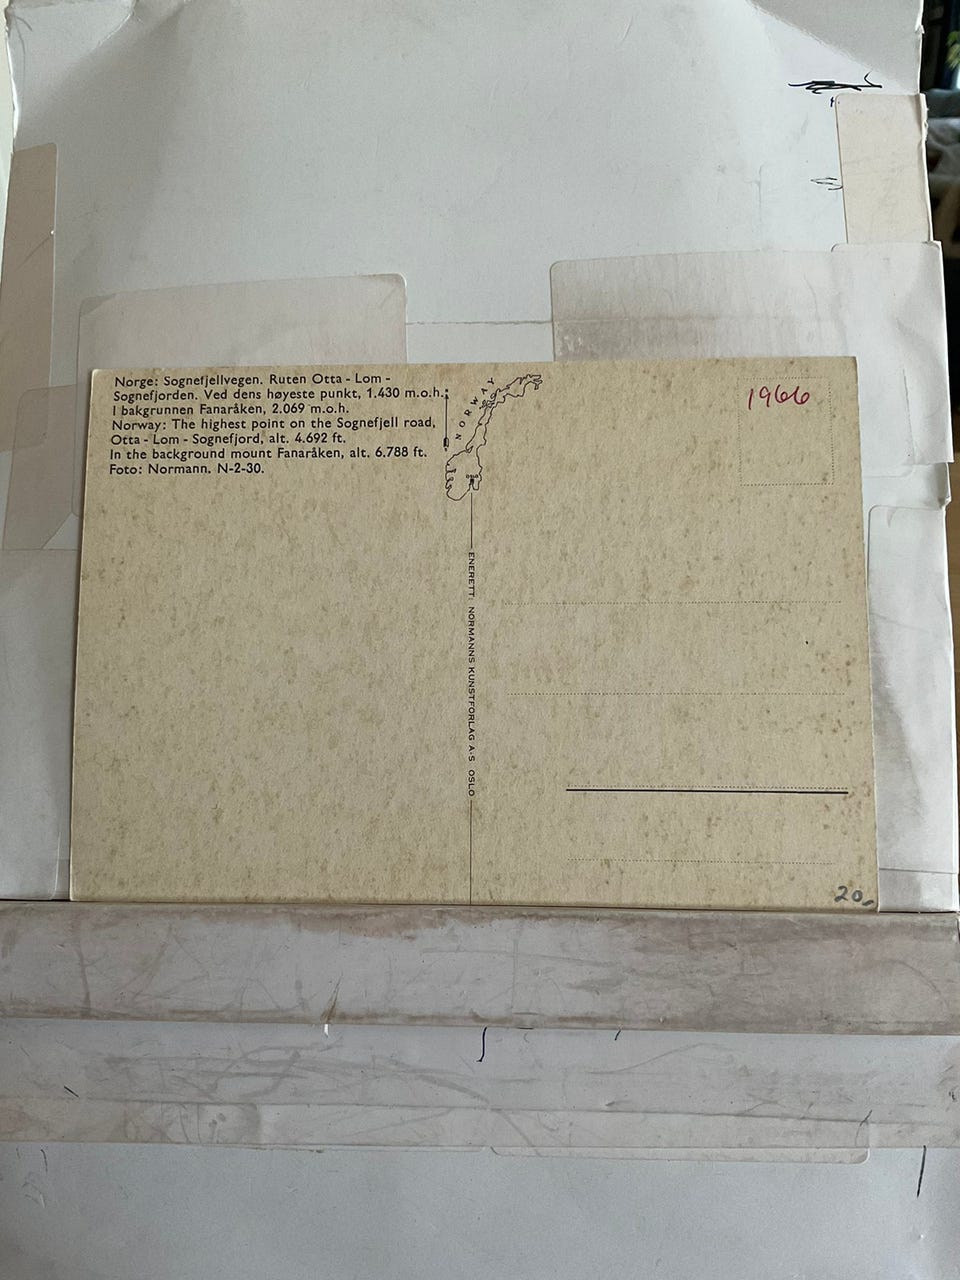 Norge: Sognefjellvegen. Ruten Otta - Lom -
Sognefjorden. Ved dens høyeste punkt, 1.430 m.o.h.
I bakgrunnen Fanaråken, 2.069 m.o.h.
Norway: The highest point on the Sognefjell road,
Otta - Lom - Sognefjord, alt. 4.692 ft.
In the background mount Fanaråken, alt. 6.788 ft.
Foto: Normann. N-2-30.
NORWAY
OSLO
ENERETT: NORMANNS KUNSTFORLAG A·S OSLO
1966
20,-